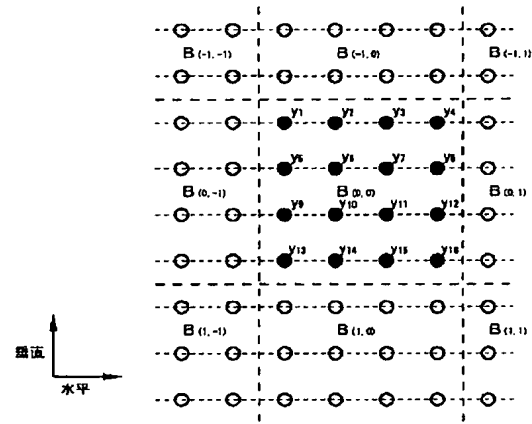 B(-1,-1) B(-1,0) B(-1,1)
y1 y2 y3 y4
y5 y6 y7 y8
B(0,-1) B(0,0) B(0,1)
y9 y10 y11 y12
y13 y14 y15 y16
B(1,-1) B(1,0) B(1,1)
垂直
水平